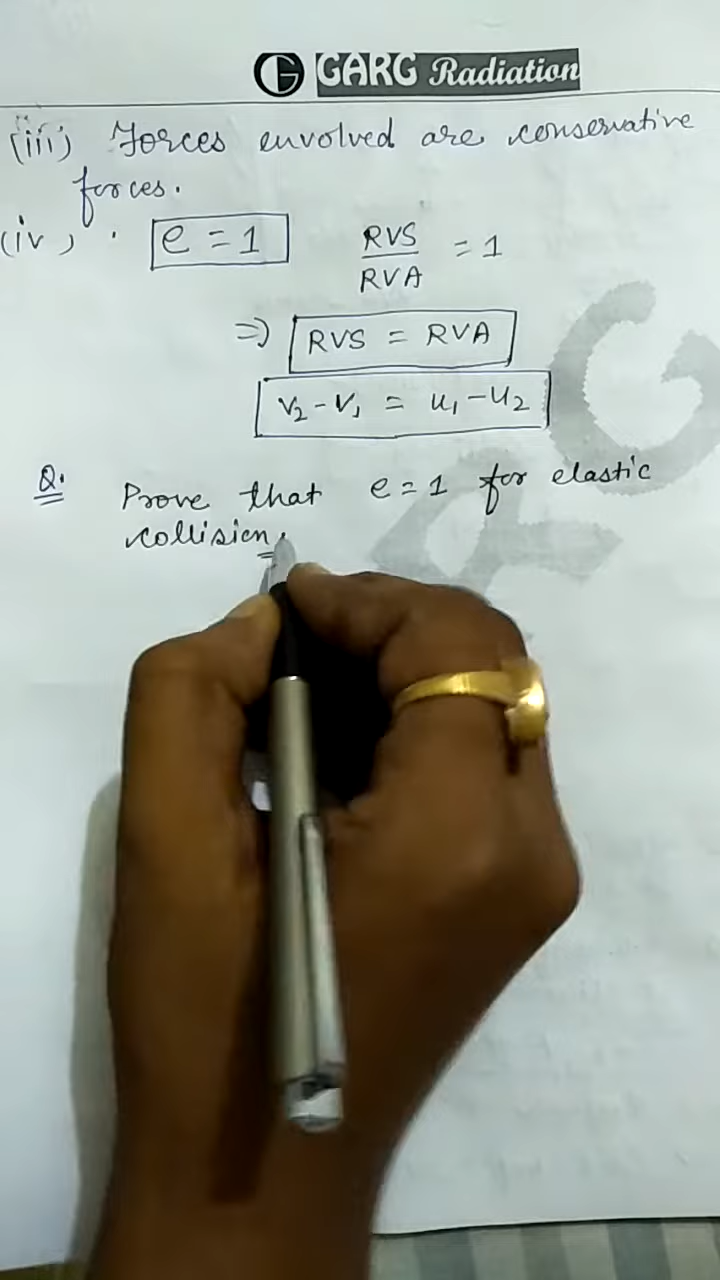 G GARG Radiation
(iii) Forces envolved are conservative
forces.
(iv) . e = 1 RVS / RVA = 1
=) RVS = RVA
V₂ - V₁ = u₁ - u₂
Q. Prove that e = 1 for elastic
collision.